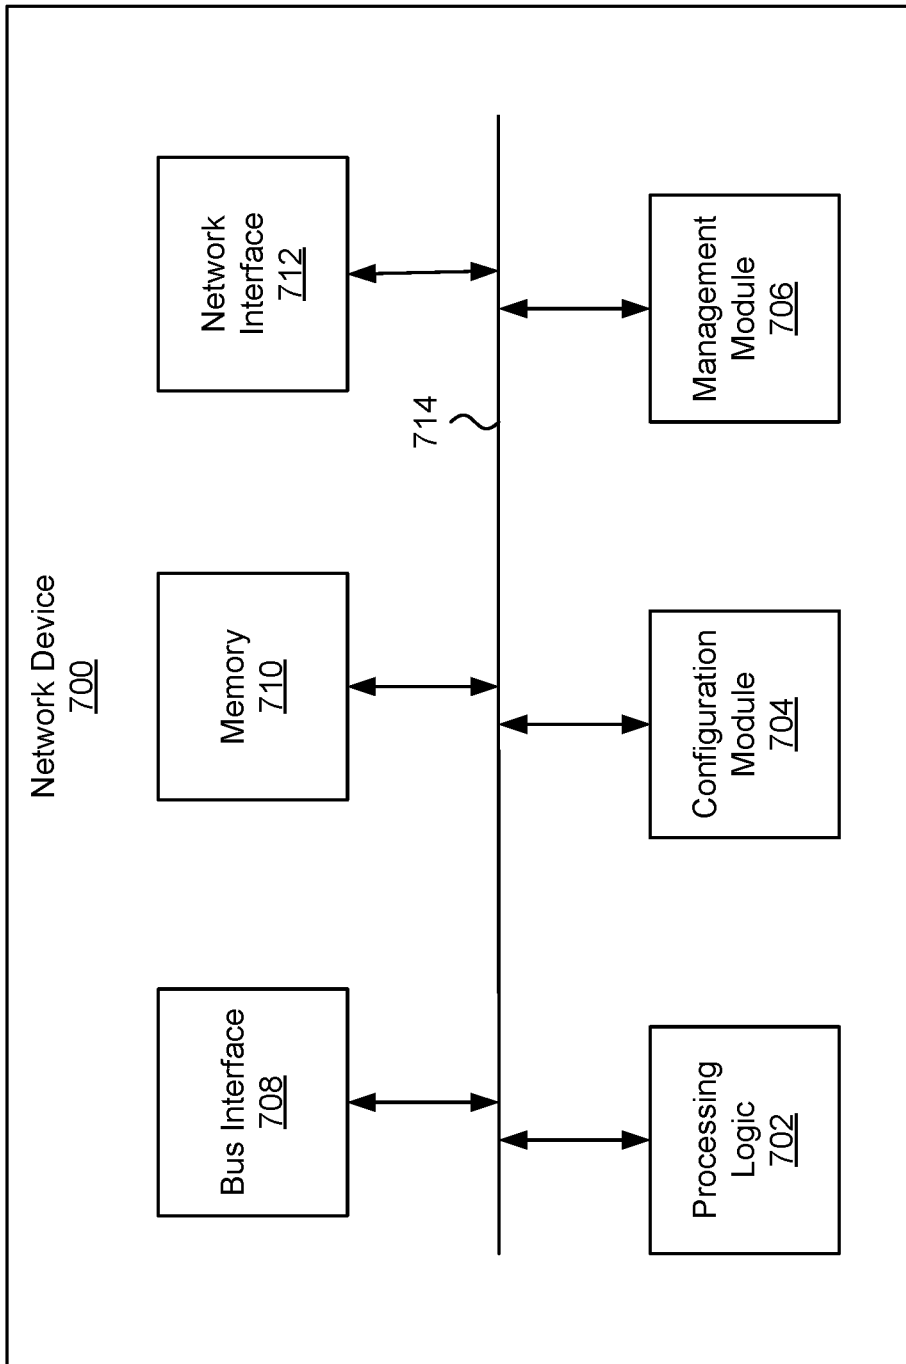 Network Device
700
Bus Interface
708
Memory
710
Network
Interface
712
714
Processing
Logic
702
Configuration
Module
704
Management
Module
706